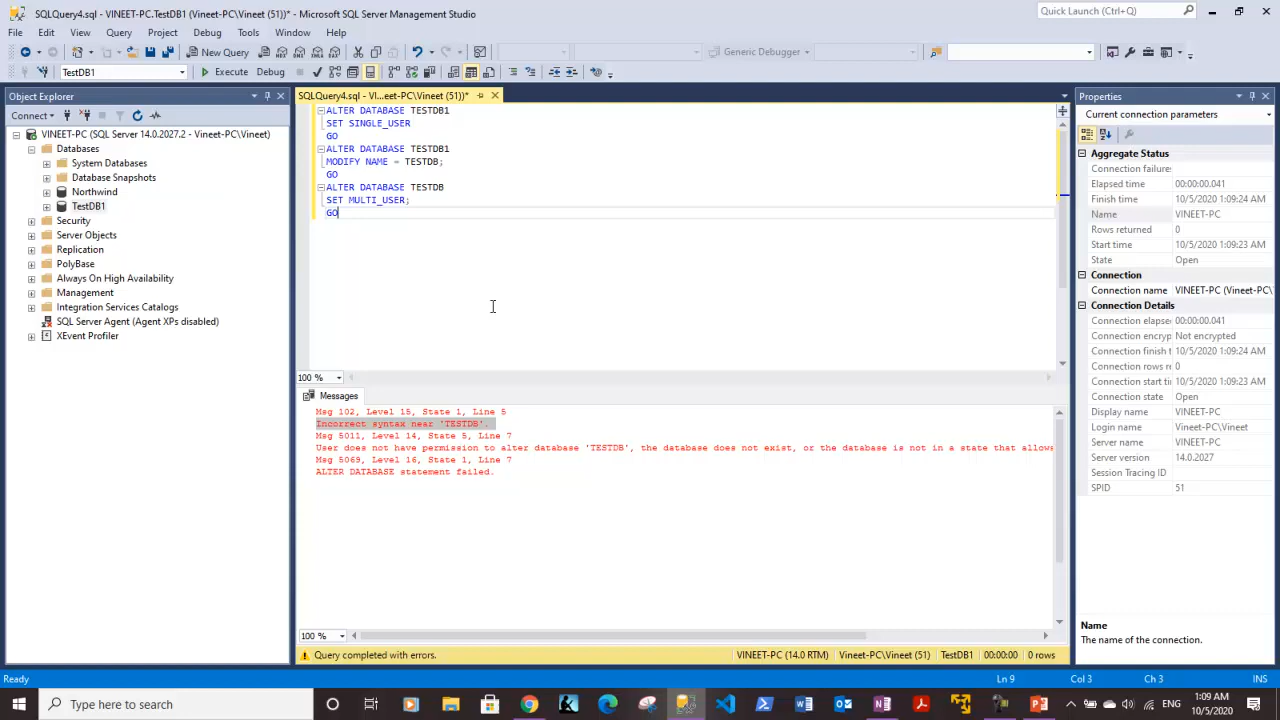 SQLQuery4.sql - VINEET-PC.TestDB1 (Vineet-PC\Vineet (51))* - Microsoft SQL Server Management Studio
Quick Launch (Ctrl+Q)
File Edit View Query Project Debug Tools Window Help
New Query
Generic Debugger
TestDB1
Execute Debug
Object Explorer
Connect
VINEET-PC (SQL Server 14.0.2027.2 - Vineet-PC\Vineet)
Databases
System Databases
Database Snapshots
Northwind
TestDB1
Security
Server Objects
Replication
PolyBase
Always On High Availability
Management
Integration Services Catalogs
SQL Server Agent (Agent XPs disabled)
XEvent Profiler
SQLQuery4.sql - VI...eet-PC\Vineet (51))*
ALTER DATABASE TESTDB1
SET SINGLE_USER
GO
ALTER DATABASE TESTDB1
MODIFY NAME = TESTDB;
GO
ALTER DATABASE TESTDB
SET MULTI_USER;
GO
100 %
Messages
Msg 102, Level 15, State 1, Line 5
Incorrect syntax near 'TESTDB'.
Msg 5011, Level 14, State 5, Line 7
User does not have permission to alter database 'TESTDB', the database does not exist, or the database is not in a state that allows
Msg 5069, Level 16, State 1, Line 7
ALTER DATABASE statement failed.
100 %
Query completed with errors.
VINEET-PC (14.0 RTM) Vineet-PC\Vineet (51) TestDB1 00:00:00 0 rows
Properties
Current connection parameters
Aggregate Status
Connection failure
Elapsed time 00:00:00.041
Finish time 10/5/2020 1:09:24 AM
Name VINEET-PC
Rows returned 0
Start time 10/5/2020 1:09:23 AM
State Open
Connection
Connection name VINEET-PC (Vineet-PC\
Connection Details
Connection elapse 00:00:00.041
Connection encryp Not encrypted
Connection finish t 10/5/2020 1:09:24 AM
Connection rows r 0
Connection start ti 10/5/2020 1:09:23 AM
Connection state Open
Display name VINEET-PC
Login name Vineet-PC\Vineet
Server name VINEET-PC
Server version 14.0.2027
Session Tracing ID
SPID 51
Name
The name of the connection.
Ready
Ln 9 Col 3 Ch 3 INS
Type here to search
1:09 AM
10/5/2020